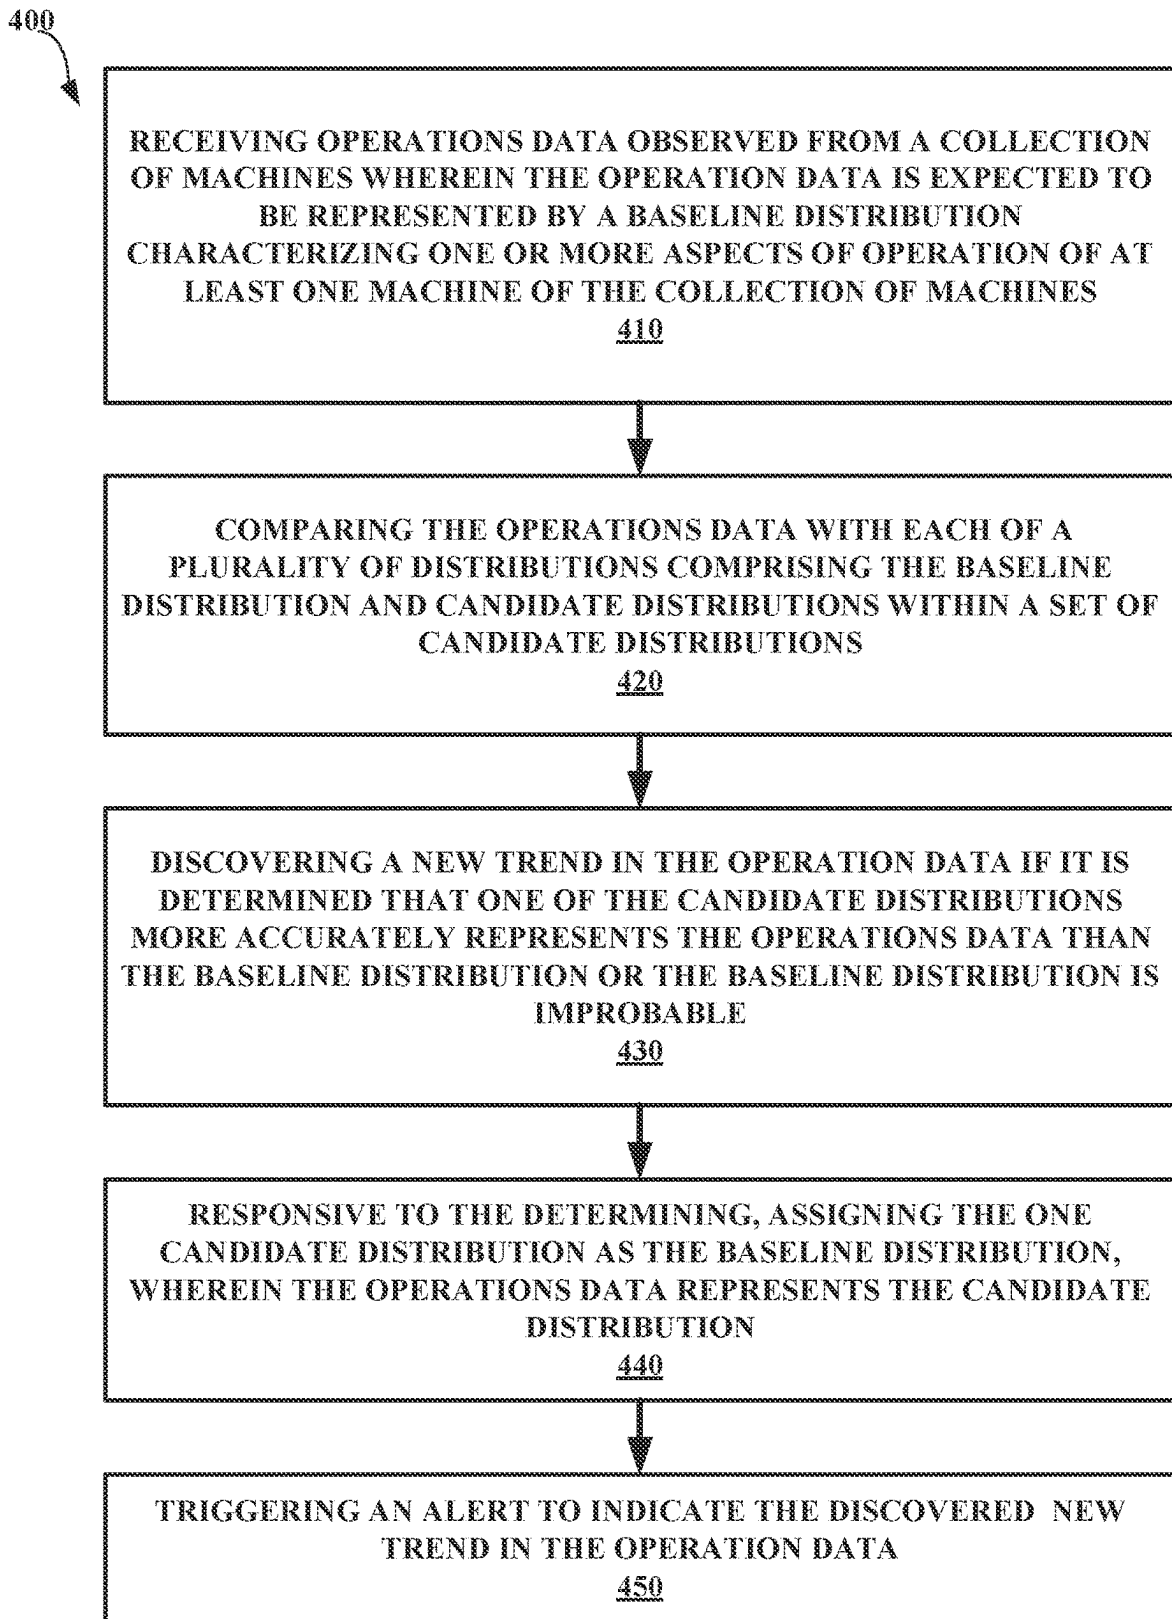 400
RECEIVING OPERATIONS DATA OBSERVED FROM A COLLECTION
OF MACHINES WHEREIN THE OPERATION DATA IS EXPECTED TO
BE REPRESENTED BY A BASELINE DISTRIBUTION
CHARACTERIZING ONE OR MORE ASPECTS OF OPERATION OF AT
LEAST ONE MACHINE OF THE COLLECTION OF MACHINES
410
COMPARING THE OPERATIONS DATA WITH EACH OF A
PLURALITY OF DISTRIBUTIONS COMPRISING THE BASELINE
DISTRIBUTION AND CANDIDATE DISTRIBUTIONS WITHIN A SET OF
CANDIDATE DISTRIBUTIONS
420
DISCOVERING A NEW TREND IN THE OPERATION DATA IF IT IS
DETERMINED THAT ONE OF THE CANDIDATE DISTRIBUTIONS
MORE ACCURATELY REPRESENTS THE OPERATIONS DATA THAN
THE BASELINE DISTRIBUTION OR THE BASELINE DISTRIBUTION IS
IMPROBABLE
430
RESPONSIVE TO THE DETERMINING, ASSIGNING THE ONE
CANDIDATE DISTRIBUTION AS THE BASELINE DISTRIBUTION,
WHEREIN THE OPERATIONS DATA REPRESENTS THE CANDIDATE
DISTRIBUTION
440
TRIGGERING AN ALERT TO INDICATE THE DISCOVERED NEW
TREND IN THE OPERATION DATA
450